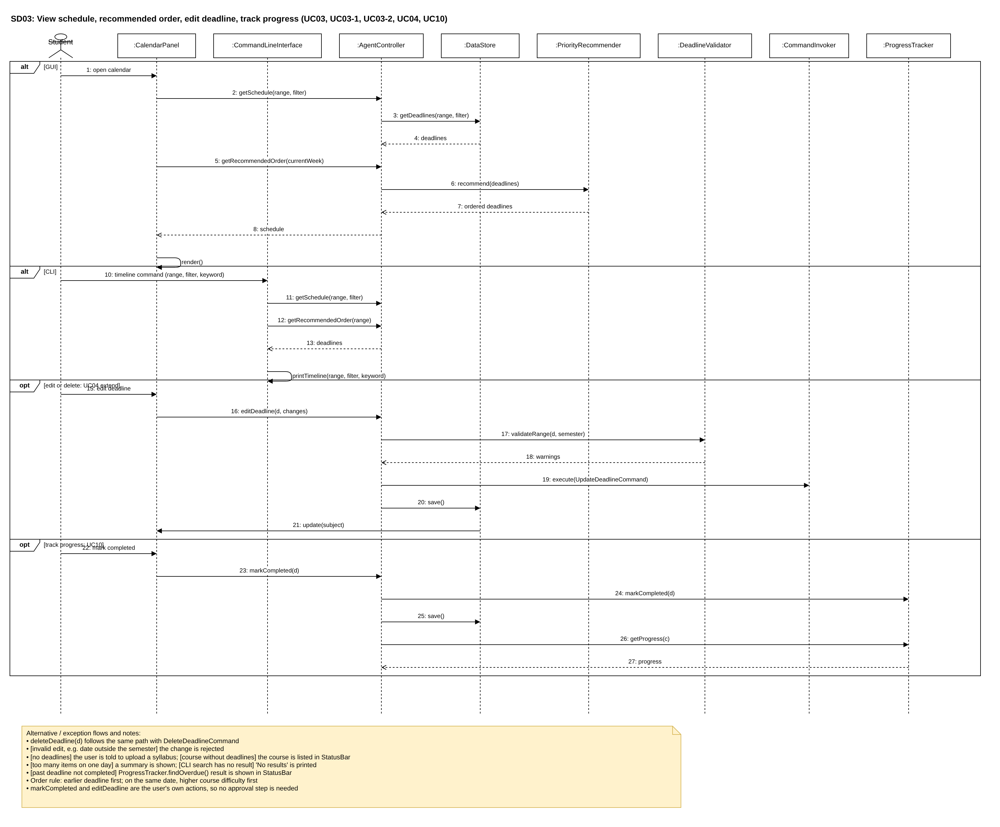 SD03: View schedule, recommended order, edit deadline, track progress (UC03, UC03-1, UC03-2, UC04, UC10)
Student
:CalendarPanel
:CommandLineInterface
:AgentController
:DataStore
:PriorityRecommender
:DeadlineValidator
:CommandInvoker
:ProgressTracker
alt
[GUI]
1: open calendar
2: getSchedule(range, filter)
3: getDeadlines(range, filter)
4: deadlines
5: getRecommendedOrder(currentWeek)
6: recommend(deadlines)
7: ordered deadlines
8: schedule
render()
alt
[CLI]
10: timeline command (range, filter, keyword)
11: getSchedule(range, filter)
12: getRecommendedOrder(range)
13: deadlines
printTimeline(range, filter, keyword)
opt
[edit or delete: UC04 extend]
15: edit deadline
16: editDeadline(d, changes)
17: validateRange(d, semester)
18: warnings
19: execute(UpdateDeadlineCommand)
20: save()
21: update(subject)
opt
[track progress: UC10]
22: mark completed
23: markCompleted(d)
24: markCompleted(d)
25: save()
26: getProgress(c)
27: progress
Alternative / exception flows and notes:
• deleteDeadline(d) follows the same path with DeleteDeadlineCommand
• [invalid edit, e.g. date outside the semester] the change is rejected
• [no deadlines] the user is told to upload a syllabus; [course without deadlines] the course is listed in StatusBar
• [too many items on one day] a summary is shown; [CLI search has no result] 'No results' is printed
• [past deadline not completed] ProgressTracker.findOverdue() result is shown in StatusBar
• Order rule: earlier deadline first; on the same date, higher course difficulty first
• markCompleted and editDeadline are the user's own actions, so no approval step is needed